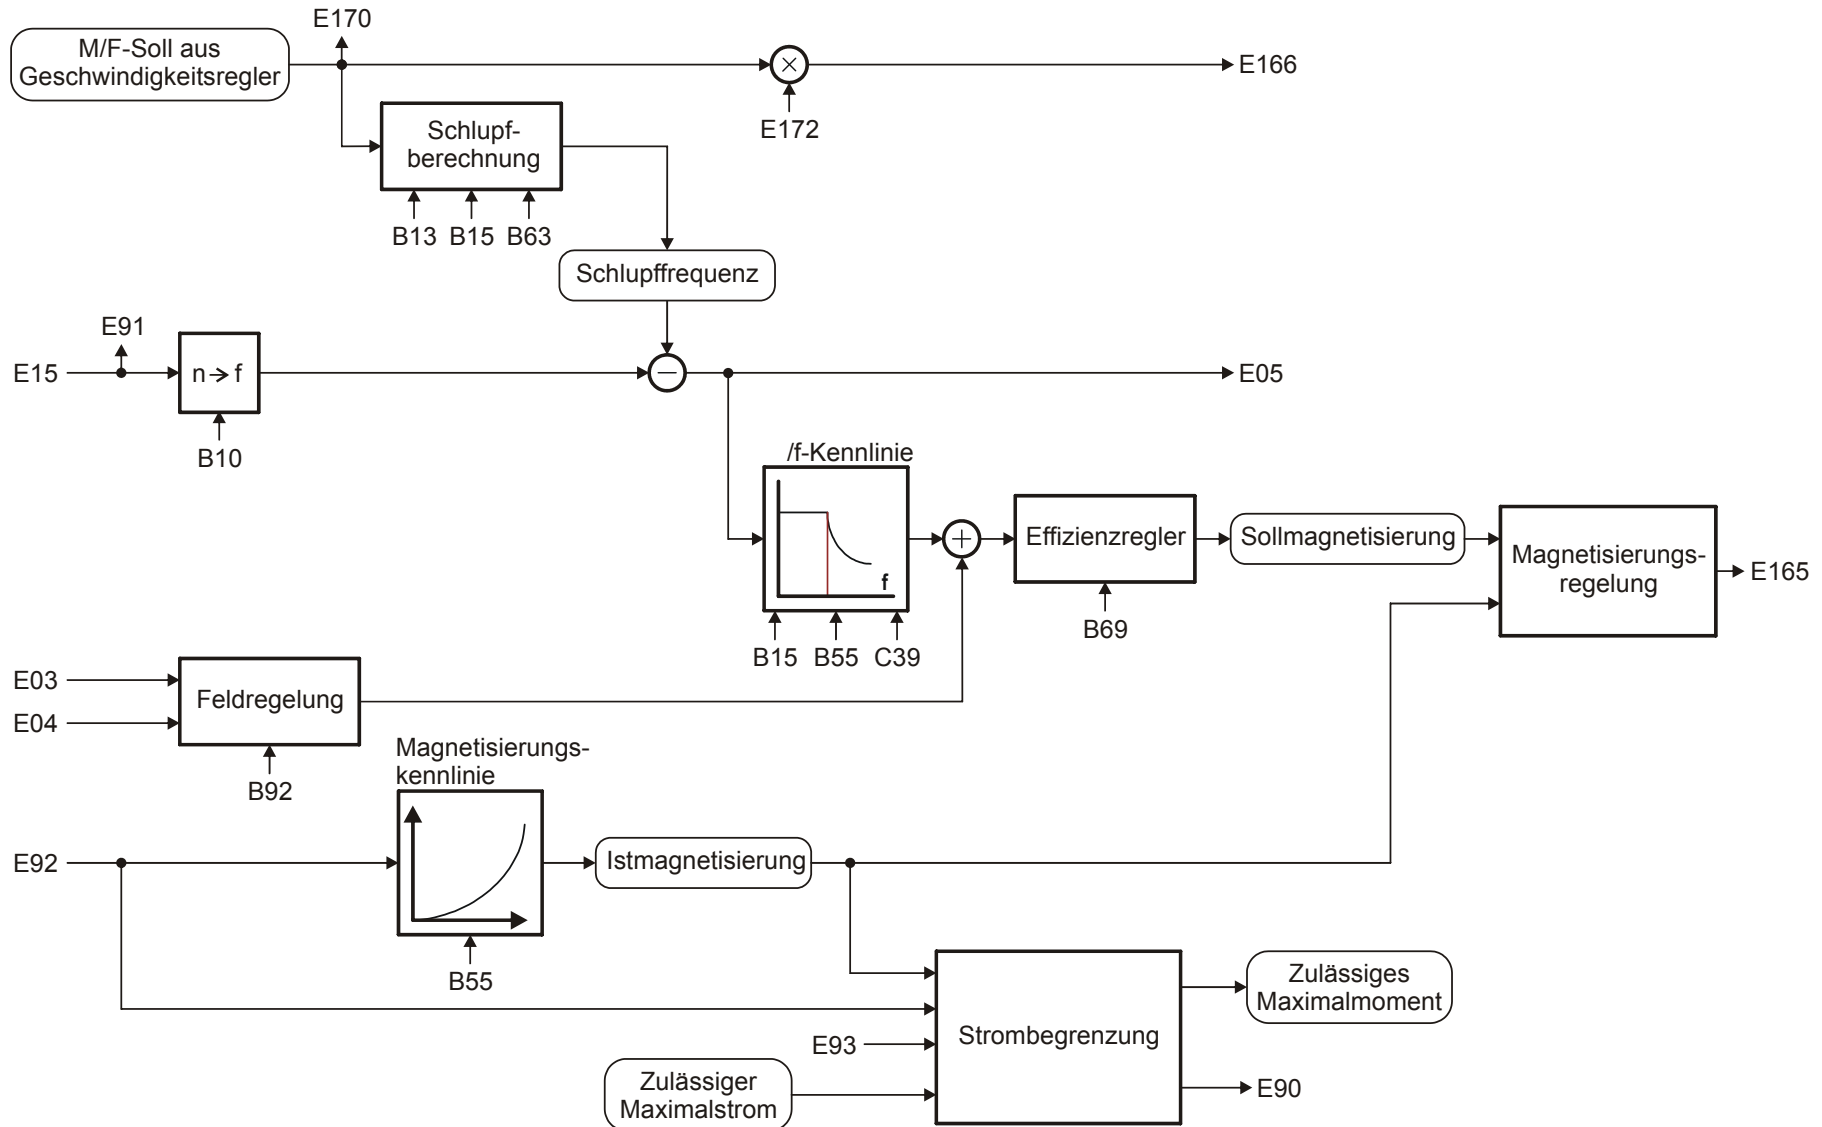 E170
M/F-Soll aus
Geschwindigkeitsregler
E166
E172
Schlupf-
berechnung
B13 B15 B63
Schlupffrequenz
E91
E15
n→f
E05
B10
/f-Kennlinie
f
Effizienzregler
Sollmagnetisierung
Magnetisierungs-
regelung
E165
B69
B15 B55 C39
E03
E04
Feldregelung
B92
Magnetisierungs-
kennlinie
E92
Istmagnetisierung
B55
Zulässiges
Maximalmoment
Strombegrenzung
E93
Zulässiger
Maximalstrom
E90